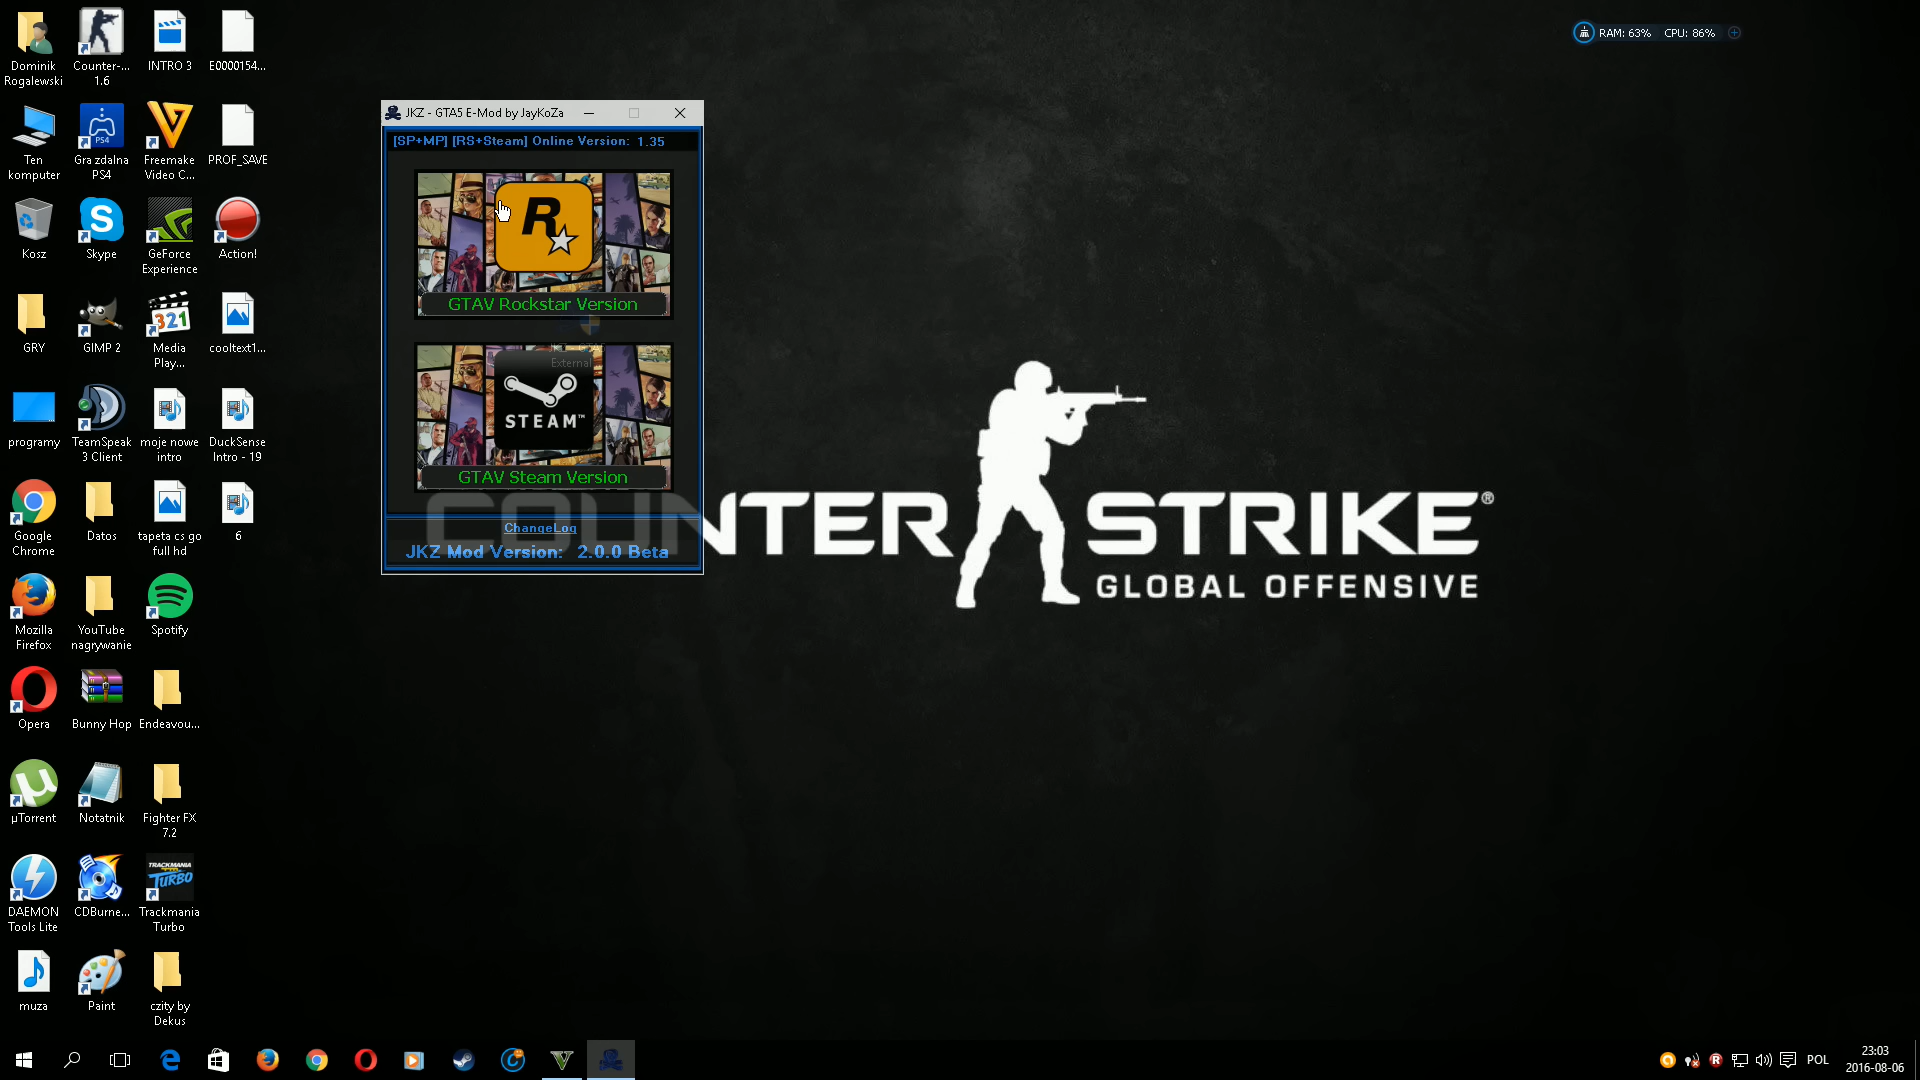 Dominik
Rogalewski
Counter-...
1.6
INTRO 3
E0000154...
RAM: 63%
CPU: 86%
Ten
komputer
Gra zdalna
PS4
Freemake
Video C...
PROF_SAVE
Kosz
Skype
GeForce
Experience
Action!
GRY
GIMP 2
Media
Play...
cooltext1...
programy
TeamSpeak
3 Client
moje nowe
intro
DuckSense
Intro - 19
Google
Chrome
Datos
tapeta cs go
full hd
6
Mozilla
Firefox
YouTube
nagrywanie
Spotify
Opera
Bunny Hop
Endeavou...
µTorrent
Notatnik
Fighter FX
7.2
DAEMON
Tools Lite
CDBurne...
TRACKMANIA
TURBO
Trackmania
Turbo
muza
Paint
czity by
Dekus
JKZ - GTA5 E-Mod by JayKoZa
[SP+MP] [RS+Steam] Online Version: 1.35
R
GTAV Rockstar Version
External
STEAM™
GTAV Steam Version
ChangeLog
JKZ Mod Version: 2.0.0 Beta
COUNTER STRIKE®
GLOBAL OFFENSIVE
POL
23:03
2016-08-06